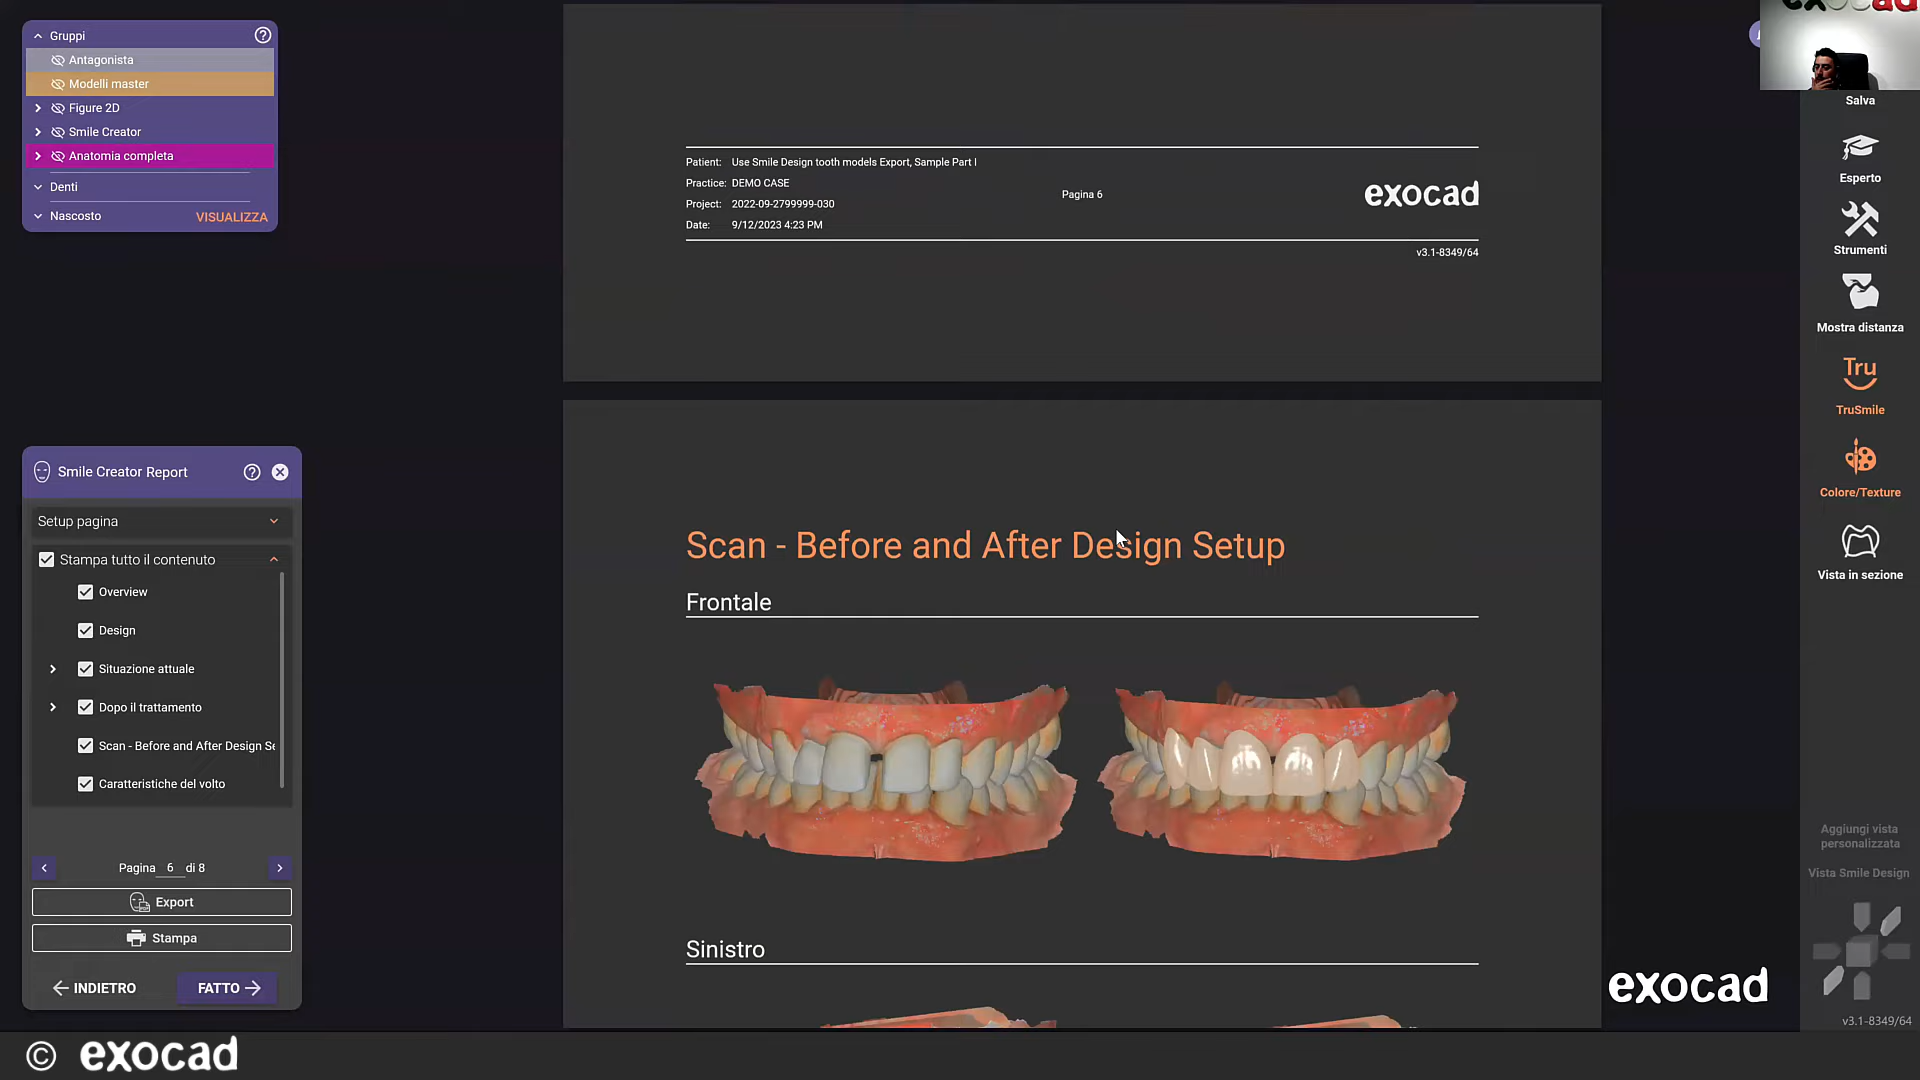 Gruppi
Antagonista
Modelli master
Figure 2D
Smile Creator
Anatomia completa
Denti
Nascosto VISUALIZZA
Smile Creator Report
Setup pagina
Stampa tutto il contenuto
Overview
Design
Situazione attuale
Dopo il trattamento
Scan - Before and After Design Se
Caratteristiche del volto
Pagina 6 di 8
Export
Stampa
INDIETRO FATTO
Patient: Use Smile Design tooth models Export, Sample Part I
Practice: DEMO CASE
Project: 2022-09-2799999-030
Date: 9/12/2023 4:23 PM
Pagina 6
exocad
v3.1-8349/64
Scan - Before and After Design Setup
Frontale
Sinistro
exocad
Salva
Esperto
Strumenti
Mostra distanza
Tru
TruSmile
Colore/Texture
Vista in sezione
Aggiungi vista
personalizzata
Vista Smile Design
exocad
v3.1-8349/64
© exocad